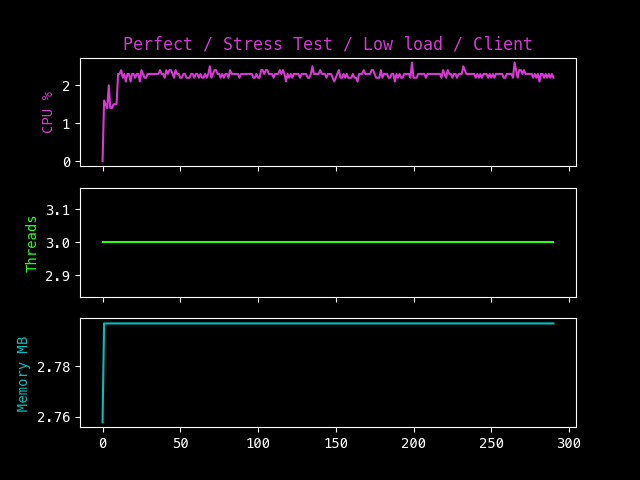 Perfect / Stress Test / Low load / Client
CPU %
2
1
0
Threads
3.1
3.0
2.9
Memory MB
2.78
2.76
0 50 100 150 200 250 300